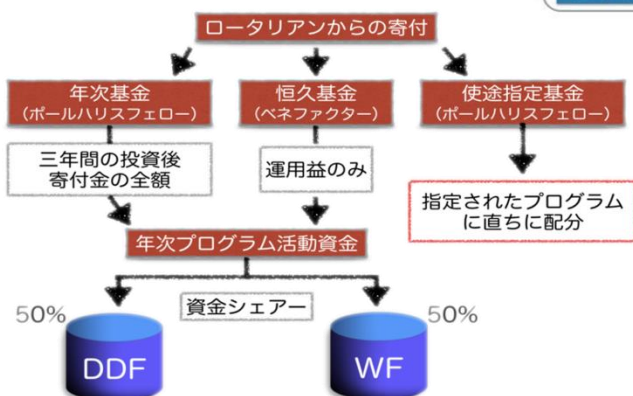 ロータリアンからの寄付
年次基金
(ポールハリスフェロー)
恒久基金
(ベネファクター)
使途指定基金
(ポールハリスフェロー)
三年間の投資後
寄付金の全額
運用益のみ
指定されたプログラム
に直ちに配分
年次プログラム活動資金
資金シェアー
50%
50%
DDF
WF